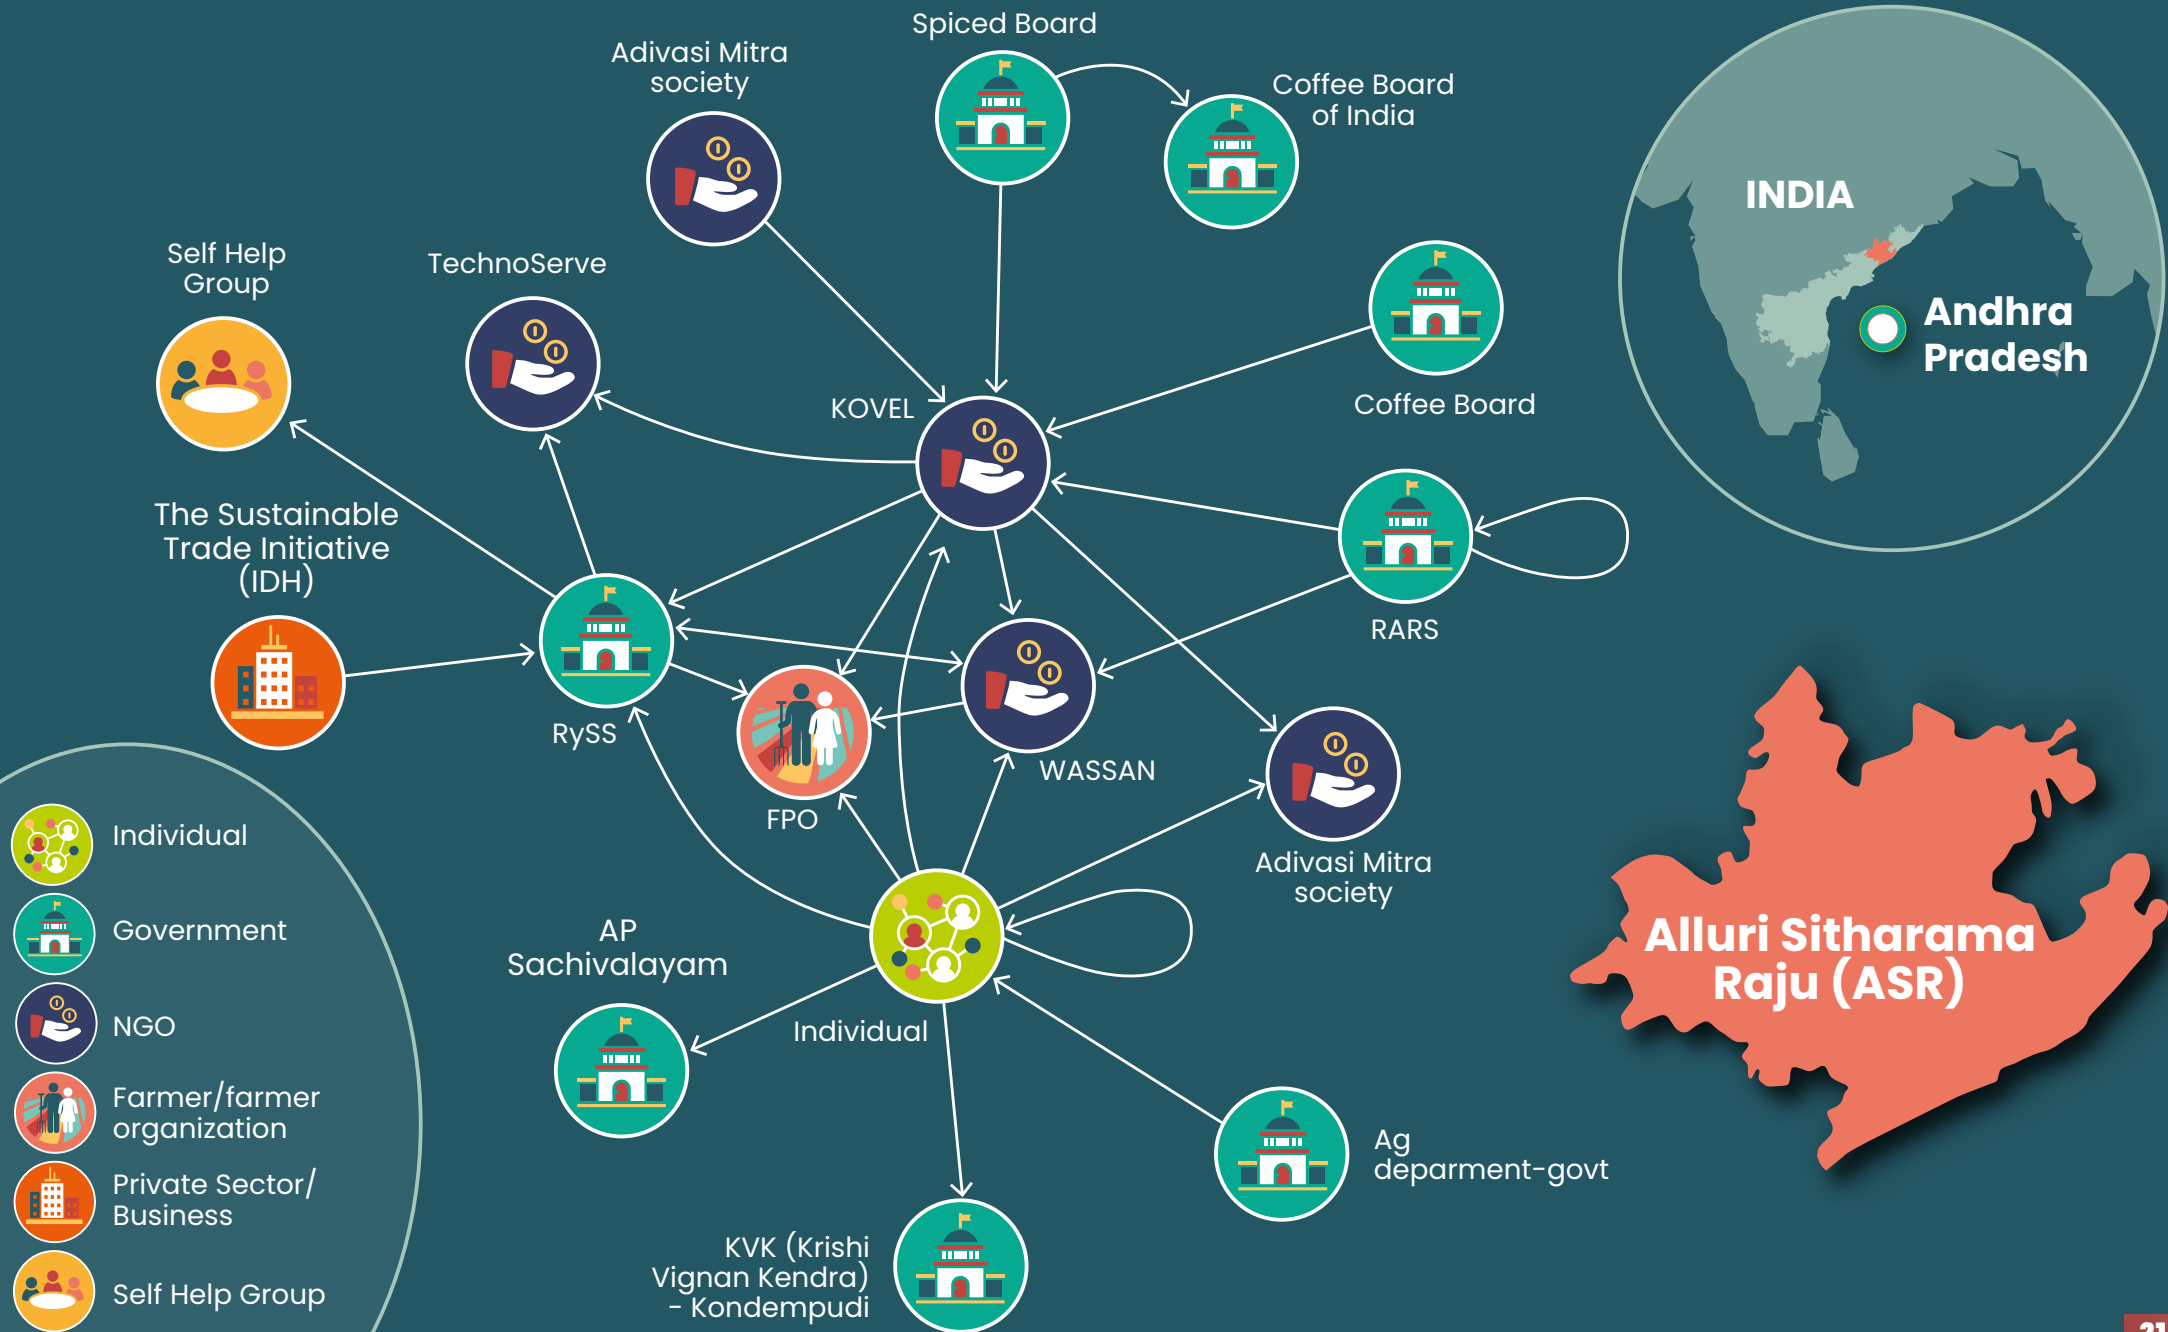 Spiced Board
Adivasi Mitra
society
Coffee Board
of India
INDIA
Self Help
Group
TechnoServe
Andhra
Pradesh
KOVEL
Coffee Board
The Sustainable
Trade Initiative
(IDH)
RARS
RySS
WASSAN
FPO
Adivasi Mitra
society
Individual
Government
NGO
Farmer/farmer
organization
Private Sector/
Business
Self Help Group
AP
Sachivalayam
Individual
Alluri Sitharama
Raju (ASR)
Ag
deparment-govt
KVK (Krishi
Vignan Kendra)
- Kondempudi
21